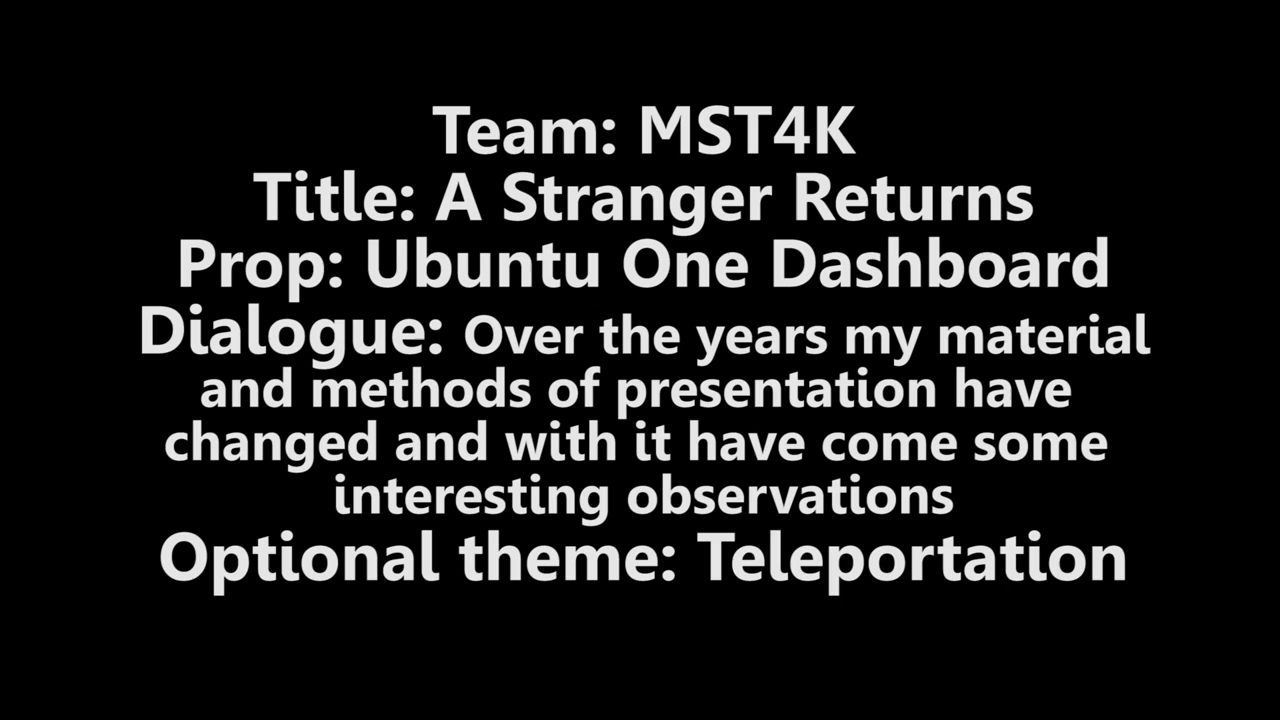 Team: MST4K
Title: A Stranger Returns
Prop: Ubuntu One Dashboard
Dialogue: Over the years my material
and methods of presentation have
changed and with it have come some
interesting observations
Optional theme: Teleportation